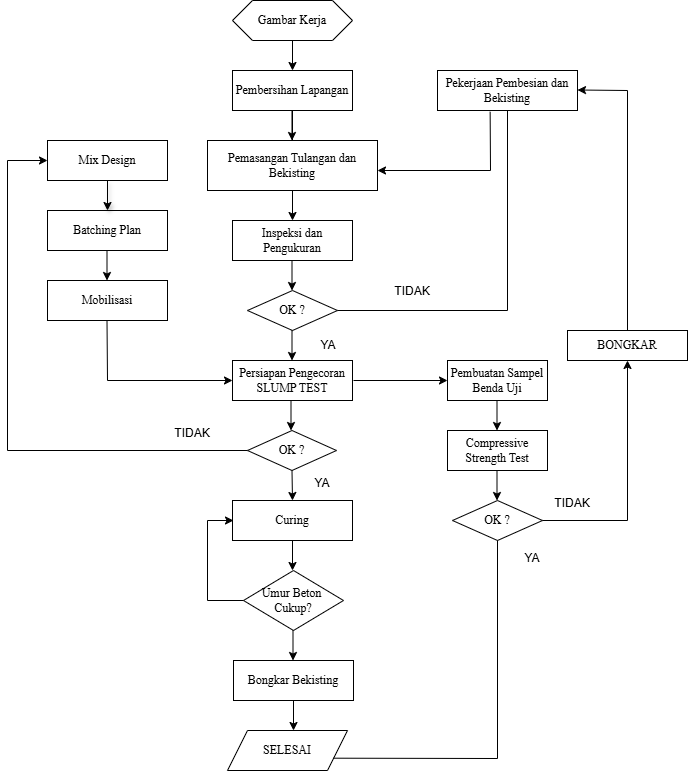 Gambar Kerja
Pembersihan Lapangan
Pekerjaan Pembesian dan
Bekisting
Mix Design
Pemasangan Tulangan dan
Bekisting
Batching Plan
Inspeksi dan
Pengukuran
Mobilisasi
TIDAK
OK ?
YA
BONGKAR
Persiapan Pengecoran
SLUMP TEST
Pembuatan Sampel
Benda Uji
TIDAK
OK ?
Compressive
Strength Test
YA
TIDAK
Curing
OK ?
YA
Umur Beton
Cukup?
Bongkar Bekisting
SELESAI